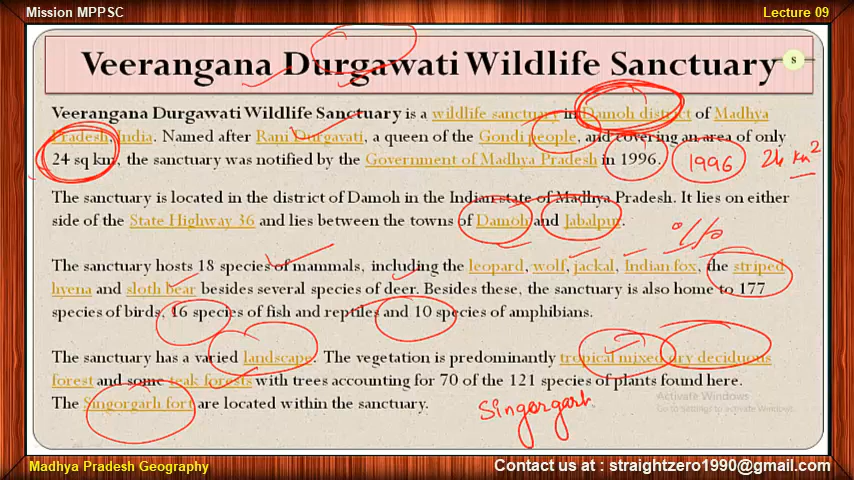 Mission MPPSC
Lecture 09
Veerangana Durgawati Wildlife Sanctuary
8
Veerangana Durgawati Wildlife Sanctuary is a wildlife sanctuary in Damoh district of Madhya
Pradesh, India. Named after Rani Durgavati, a queen of the Gondi people, and covering an area of only
24 sq km, the sanctuary was notified by the Government of Madhya Pradesh in 1996.
1996
24 km²
The sanctuary is located in the district of Damoh in the Indian state of Madhya Pradesh. It lies on either
side of the State Highway 36 and lies between the towns of Damoh and Jabalpur.
The sanctuary hosts 18 species of mammals, including the leopard, wolf, jackal, Indian fox, the striped
hyena and sloth bear besides several species of deer. Besides these, the sanctuary is also home to 177
species of birds, 16 species of fish and reptiles and 10 species of amphibians.
The sanctuary has a varied landscape. The vegetation is predominantly tropical mixed dry deciduous
forest and some teak forests with trees accounting for 70 of the 121 species of plants found here.
The Singorgarh fort are located within the sanctuary.
Singorgarh
Activate Windows
Go to Settings to activate Windows.
Madhya Pradesh Geography
Contact us at : straightzero1990@gmail.com